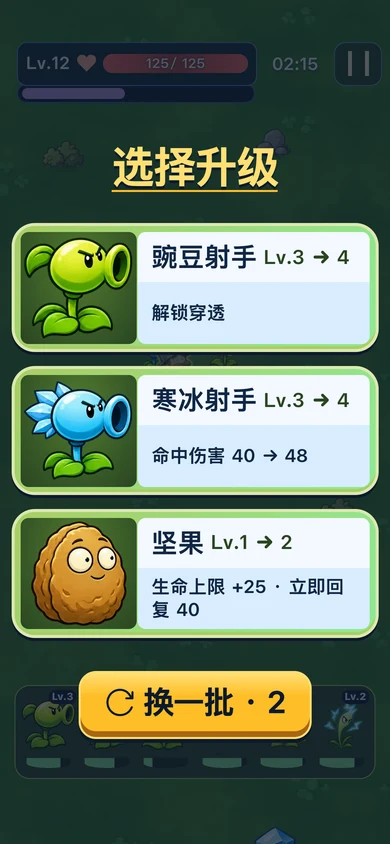 Lv.12
125/ 125
02:15
选择升级
豌豆射手 Lv.3 → 4
解锁穿透
寒冰射手 Lv.3 → 4
命中伤害 40 → 48
坚果 Lv.1 → 2
生命上限 +25 · 立即回
复 40
换一批 · 2
Lv.3
Lv.2